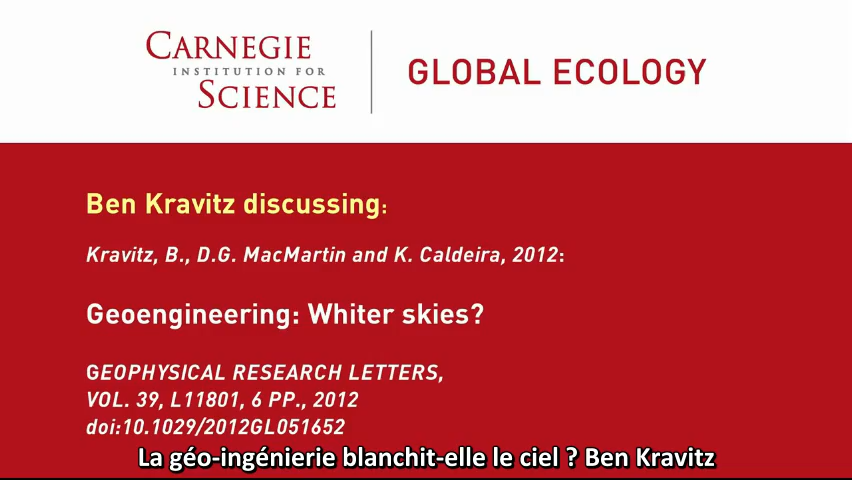 CARNEGIE
INSTITUTION FOR
SCIENCE
GLOBAL ECOLOGY
Ben Kravitz discussing:
Kravitz, B., D.G. MacMartin and K. Caldeira, 2012:
Geoengineering: Whiter skies?
GEOPHYSICAL RESEARCH LETTERS,
VOL. 39, L11801, 6 PP., 2012
doi:10.1029/2012GL051652
La géo-ingénierie blanchit-elle le ciel ? Ben Kravitz